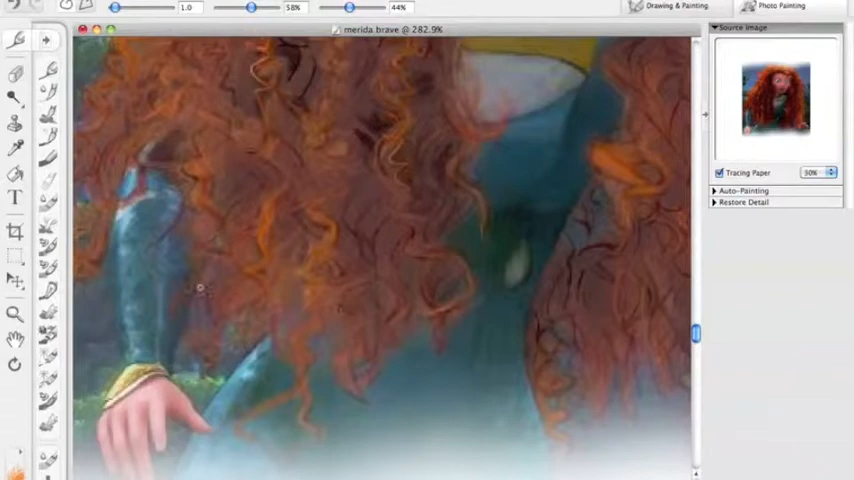 1.0 58% 44% Drawing & Painting Photo Painting
merida brave @ 282.9%
Source Image
Tracing Paper 30%
Auto-Painting
Restore Detail
T